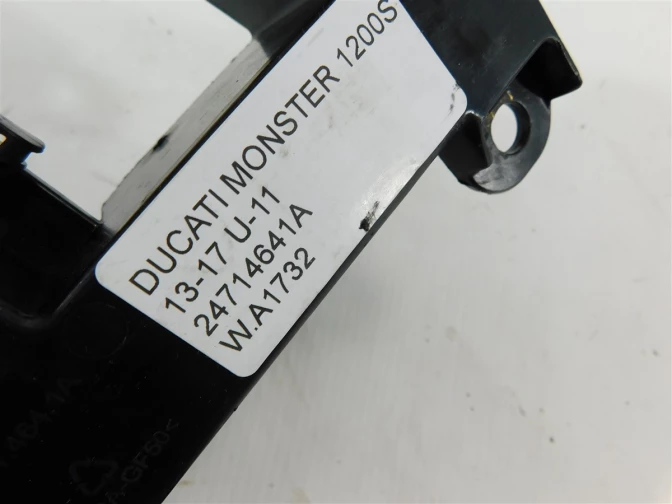 DUCATI MONSTER 1200S
13-17 U-11
24714641A
W.A1732